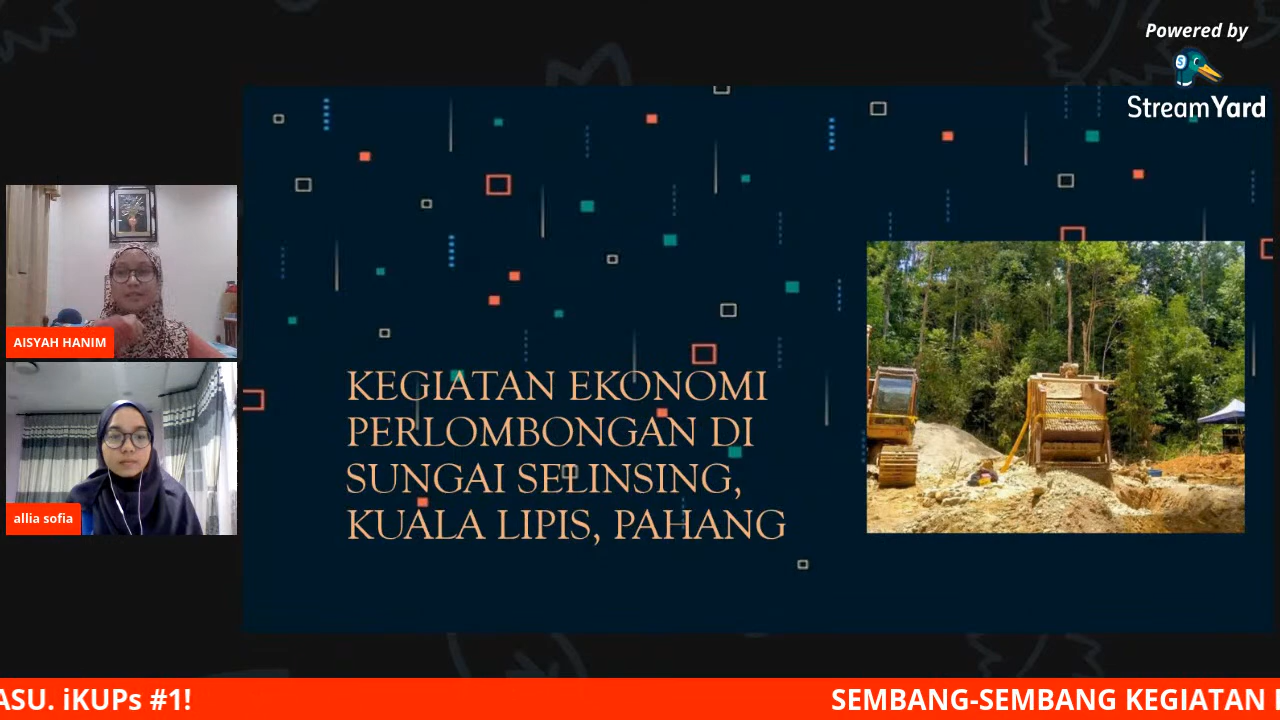 Powered by
StreamYard
AISYAH HANIM
allia sofia
KEGIATAN EKONOMI
PERLOMBONGAN DI
SUNGAI SELINSING,
KUALA LIPIS, PAHANG
ASU. iKUPs #1!
SEMBANG-SEMBANG KEGIATAN